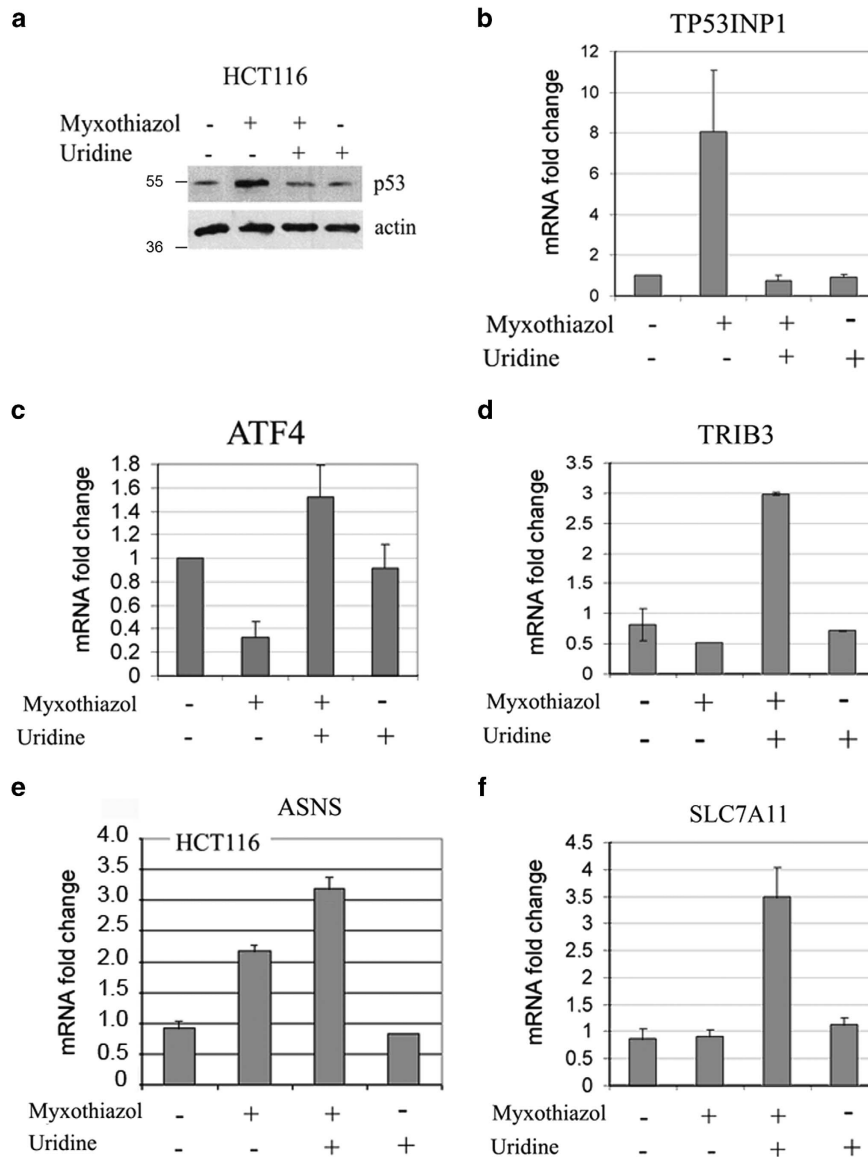 a
HCT116
Myxothiazol - + + -
Uridine - - + +
55 p53
actin
36
b
TP53INP1
mRNA fold change
12
10
8
6
4
2
0
Myxothiazol - + + -
Uridine - - + +
c
ATF4
mRNA fold change
1.8
1.6
1.4
1.2
1
0.8
0.6
0.4
0.2
0
Myxothiazol - + + -
Uridine - - + +
d
TRIB3
mRNA fold change
3.5
3
2.5
2
1.5
1
0.5
0
Myxothiazol - + + -
Uridine - - + +
e
ASNS
HCT116
mRNA fold change
4.0
3.5
3.0
2.5
2.0
1.5
1.0
0.5
0
Myxothiazol - + + -
Uridine - - + +
f
SLC7A11
mRNA fold change
4.5
4
3.5
3
2.5
2
1.5
1
0.5
0
Myxothiazol - + + -
Uridine - - + +